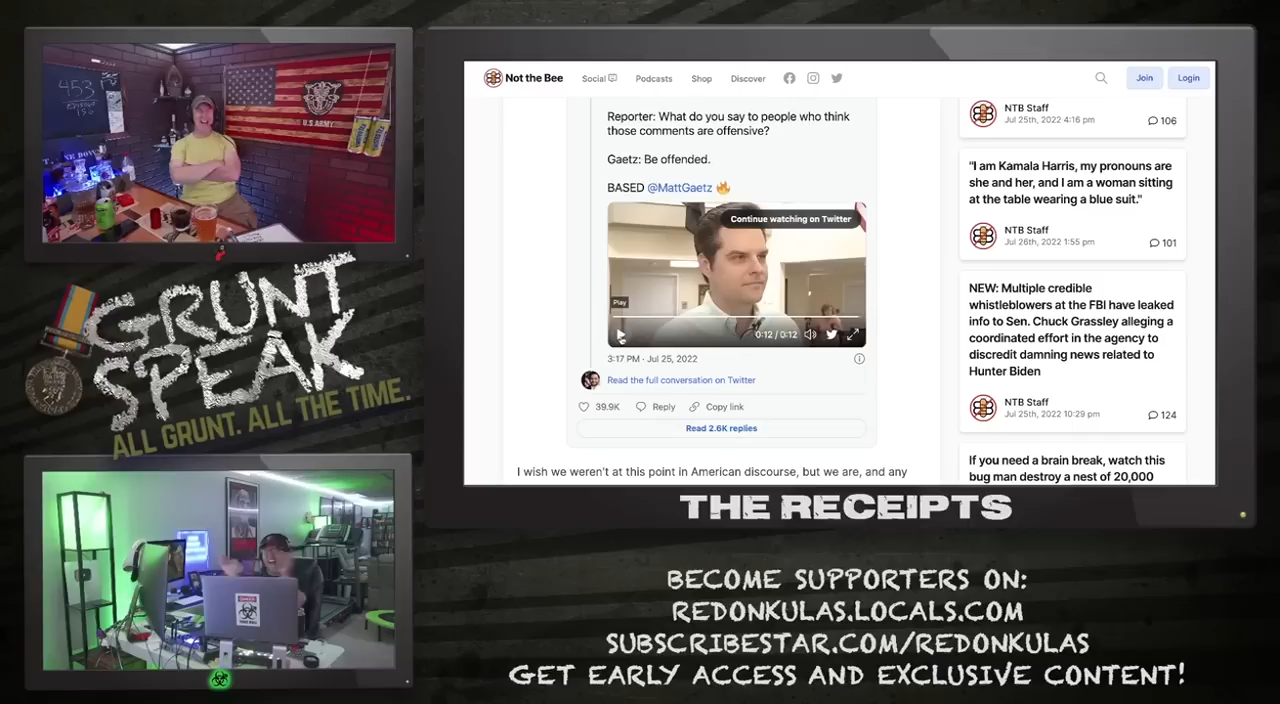 453
U.S. ARMY
GRUNT
SPEAK
ALL GRUNT. ALL THE TIME.
Not the Bee
Social
Podcasts
Shop
Discover
Join
Login
Reporter: What do you say to people who think
those comments are offensive?
Gaetz: Be offended.
BASED @MattGaetz 🔥
Continue watching on Twitter
Play
0:12 / 0:12
3:17 PM · Jul 25, 2022
Read the full conversation on Twitter
39.9K
Reply
Copy link
Read 2.6K replies
I wish we weren't at this point in American discourse, but we are, and any
NTB Staff
Jul 25th, 2022 4:16 pm
106
"I am Kamala Harris, my pronouns are
she and her, and I am a woman sitting
at the table wearing a blue suit."
NTB Staff
Jul 26th, 2022 1:55 pm
101
NEW: Multiple credible
whistleblowers at the FBI have leaked
info to Sen. Chuck Grassley alleging a
coordinated effort in the agency to
discredit damning news related to
Hunter Biden
NTB Staff
Jul 25th, 2022 10:29 pm
124
If you need a brain break, watch this
bug man destroy a nest of 20,000
THE RECEIPTS
BECOME SUPPORTERS ON:
REDONKULAS.LOCALS.COM
SUBSCRIBESTAR.COM/REDONKULAS
GET EARLY ACCESS AND EXCLUSIVE CONTENT!